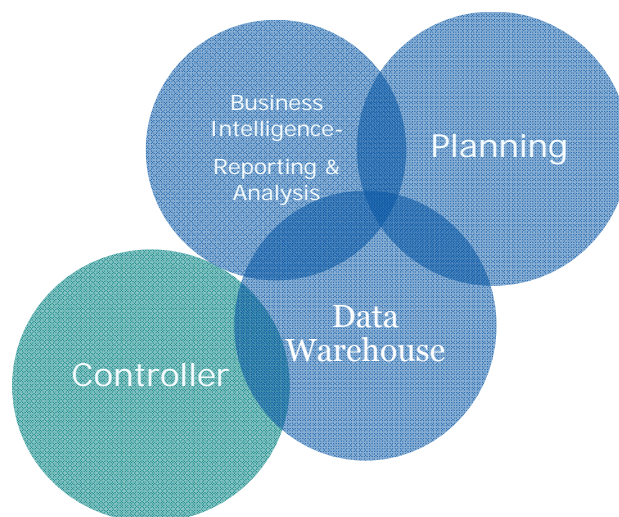 Business
Intelligence-
Reporting &
Analysis
Planning
Data
Warehouse
Controller